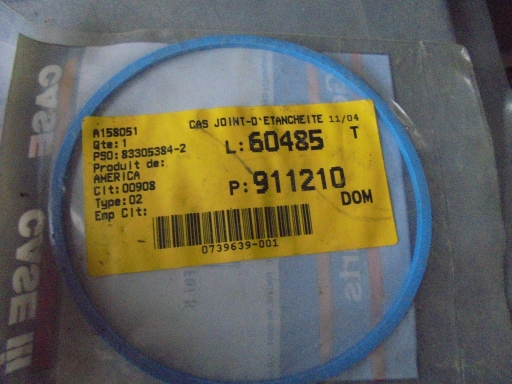 CAS JOINT-D'ETANCHEITE 11/04
A158051
Qte: 1
PSO: 83305384-2
Produit de:
AMERICA
Clt: 00908
Type: 02
Emp Clt:
L: 60485 T
P: 911210
DOM
0739639-001
CASE
CASE III